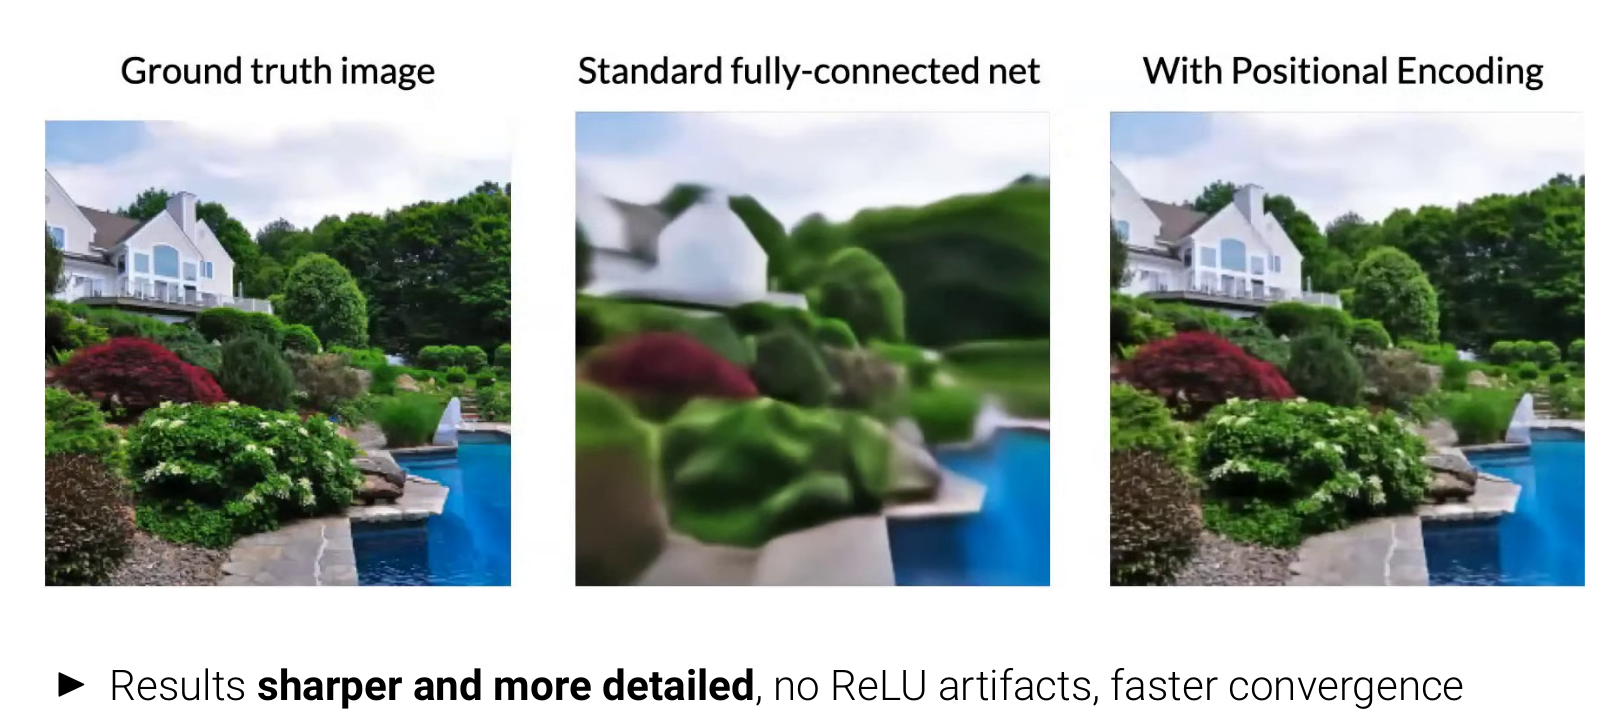 Ground truth image
Standard fully-connected net
With Positional Encoding
► Results sharper and more detailed, no ReLU artifacts, faster convergence